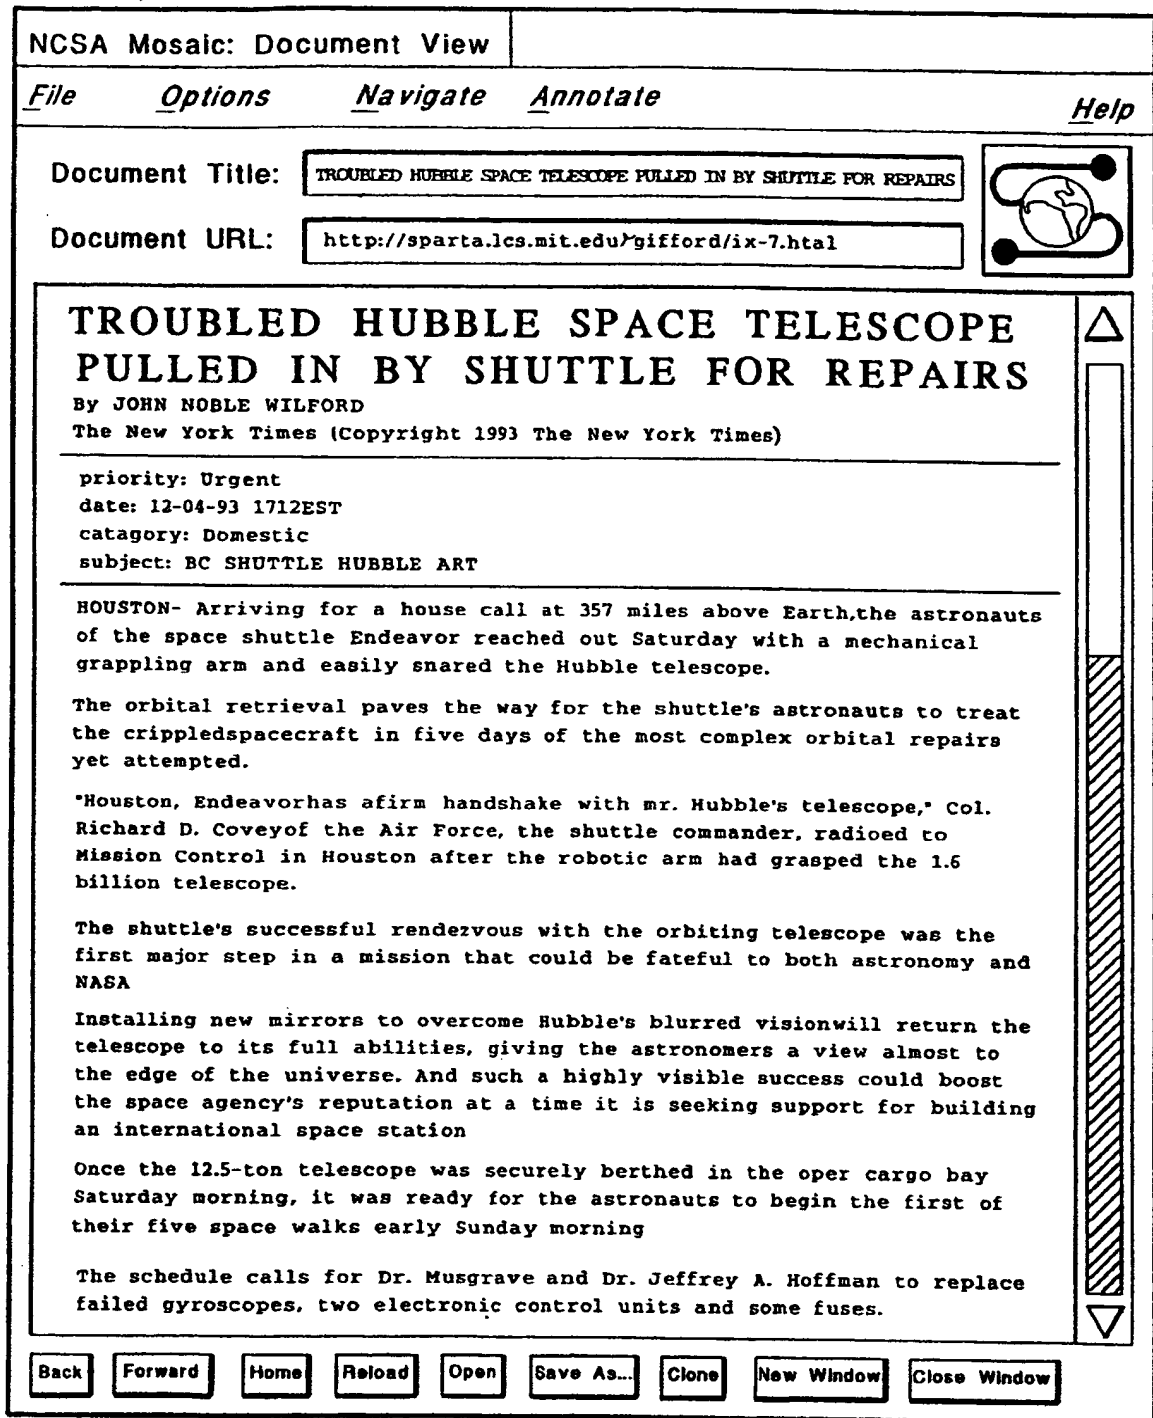 NCSA Mosaic: Document View
File Options Navigate Annotate Help
Document Title: TROUBLED HUBBLE SPACE TELESCOPE PULLED IN BY SHUTTLE FOR REPAIRS
Document URL: http://sparta.lcs.mit.edu/~gifford/ix-7.htal
TROUBLED HUBBLE SPACE TELESCOPE
PULLED IN BY SHUTTLE FOR REPAIRS
By JOHN NOBLE WILFORD
The New York Times (Copyright 1993 The New York Times)
priority: Urgent
date: 12-04-93 1712EST
catagory: Domestic
subject: BC SHUTTLE HUBBLE ART
HOUSTON- Arriving for a house call at 357 miles above Earth,the astronauts
of the space shuttle Endeavor reached out Saturday with a mechanical
grappling arm and easily snared the Hubble telescope.
The orbital retrieval paves the way for the shuttle's astronauts to treat
the crippledspacecraft in five days of the most complex orbital repairs
yet attempted.
"Houston, Endeavorhas afirm handshake with mr. Hubble's telescope," Col.
Richard D. Coveyof the Air Force, the shuttle commander, radioed to
Mission Control in Houston after the robotic arm had grasped the 1.6
billion telescope.
The shuttle's successful rendezvous with the orbiting telescope was the
first major step in a mission that could be fateful to both astronomy and
NASA
Installing new mirrors to overcome Hubble's blurred visionwill return the
telescope to its full abilities, giving the astronomers a view almost to
the edge of the universe. And such a highly visible success could boost
the space agency's reputation at a time it is seeking support for building
an international space station
Once the 12.5-ton telescope was securely berthed in the oper cargo bay
Saturday morning, it was ready for the astronauts to begin the first of
their five space walks early Sunday morning
The schedule calls for Dr. Musgrave and Dr. Jeffrey A. Hoffman to replace
failed gyroscopes, two electronic control units and some fuses.
Back Forward Home Reload Open Save As... Clone New Window Close Window